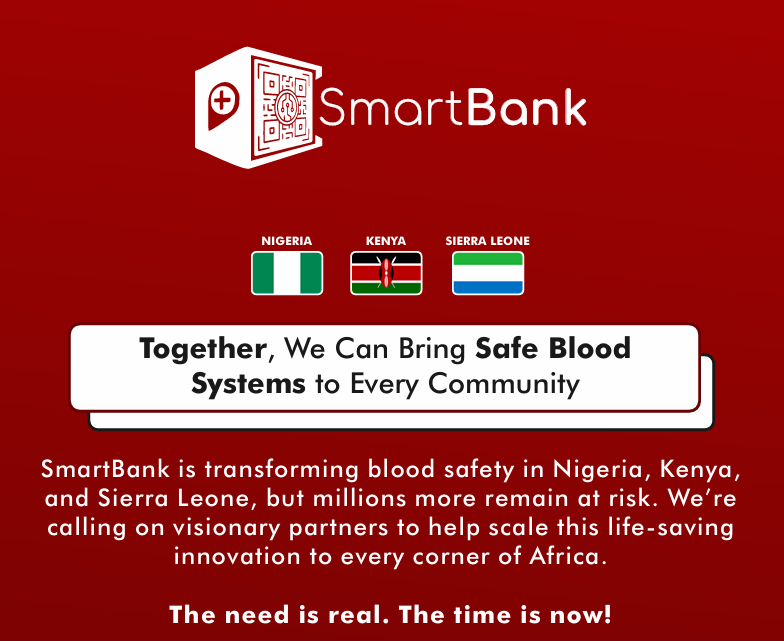 SmartBank
NIGERIA
KENYA
SIERRA LEONE
Together, We Can Bring Safe Blood
Systems to Every Community
SmartBank is transforming blood safety in Nigeria, Kenya,
and Sierra Leone, but millions more remain at risk. We’re
calling on visionary partners to help scale this life-saving
innovation to every corner of Africa.
The need is real. The time is now!